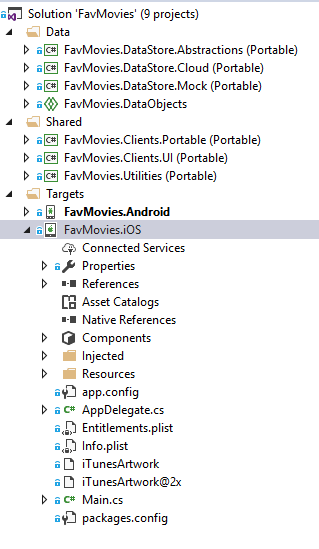 Solution 'FavMovies' (9 projects)
Data
C# FavMovies.DataStore.Abstractions (Portable)
C# FavMovies.DataStore.Cloud (Portable)
C# FavMovies.DataStore.Mock (Portable)
FavMovies.DataObjects
Shared
C# FavMovies.Clients.Portable (Portable)
C# FavMovies.Clients.UI (Portable)
C# FavMovies.Utilities (Portable)
Targets
FavMovies.Android
FavMovies.iOS
Connected Services
Properties
References
Asset Catalogs
Native References
Components
Injected
Resources
app.config
C# AppDelegate.cs
Entitlements.plist
Info.plist
iTunesArtwork
iTunesArtwork@2x
C# Main.cs
packages.config